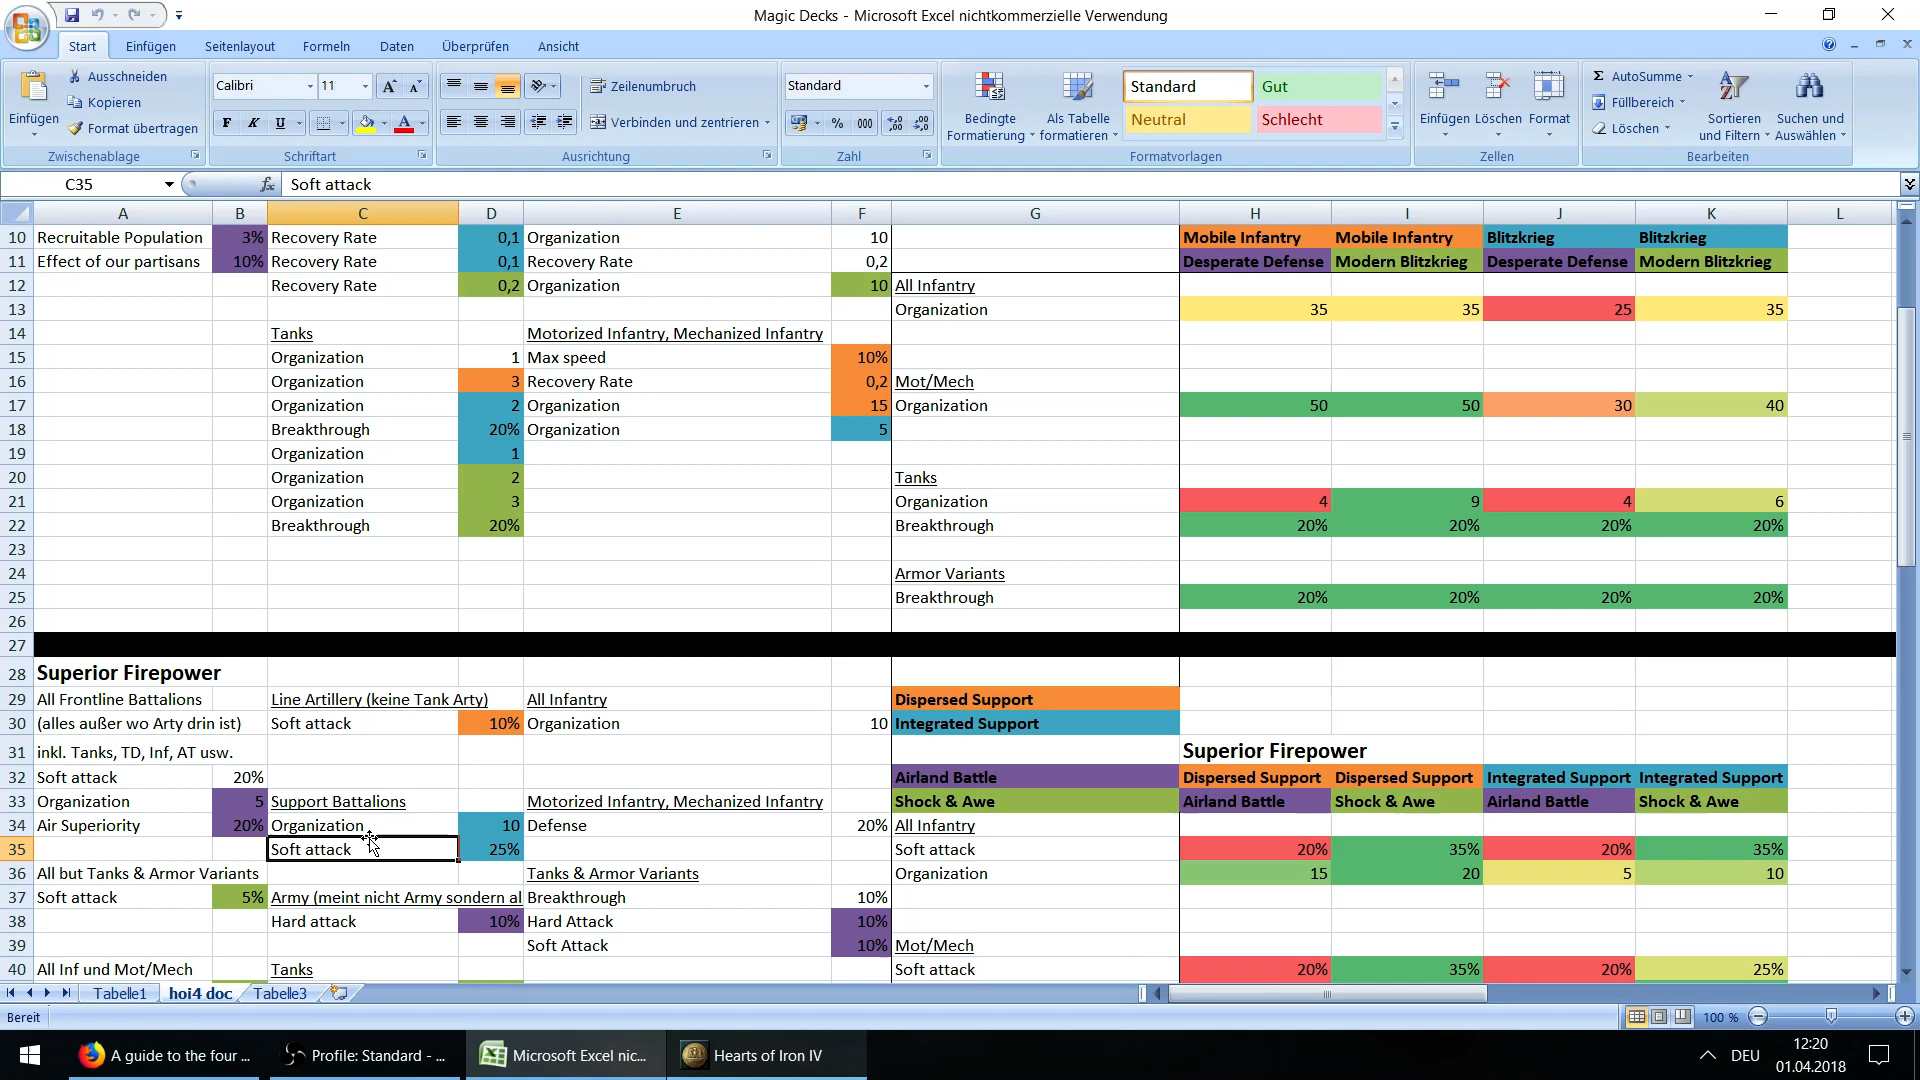 Magic Decks - Microsoft Excel nichtkommerzielle Verwendung
Start Einfügen Seitenlayout Formeln Daten Überprüfen Ansicht
Einfügen
Ausschneiden
Kopieren
Format übertragen
Zwischenablage
Calibri 11
F K U
Schriftart
Zeilenumbruch
Verbinden und zentrieren
Ausrichtung
Standard
% 000
Zahl
Bedingte Formatierung
Als Tabelle formatieren
Standard Gut
Neutral Schlecht
Formatvorlagen
Einfügen Löschen Format
Zellen
Σ AutoSumme
Füllbereich
Löschen
Sortieren und Filtern
Suchen und Auswählen
Bearbeiten
C35 fx Soft attack
A B C D E F G H I J K L
10 Recruitable Population 3% Recovery Rate 0,1 Organization 10 Mobile Infantry Mobile Infantry Blitzkrieg Blitzkrieg
11 Effect of our partisans 10% Recovery Rate 0,1 Recovery Rate 0,2 Desperate Defense Modern Blitzkrieg Desperate Defense Modern Blitzkrieg
12 Recovery Rate 0,2 Organization 10 All Infantry
13 Organization 35 35 25 35
14 Tanks Motorized Infantry, Mechanized Infantry
15 Organization 1 Max speed 10%
16 Organization 3 Recovery Rate 0,2 Mot/Mech
17 Organization 2 Organization 15 Organization 50 50 30 40
18 Breakthrough 20% Organization 5
19 Organization 1
20 Organization 2 Tanks
21 Organization 3 Organization 4 9 4 6
22 Breakthrough 20% Breakthrough 20% 20% 20% 20%
23
24 Armor Variants
25 Breakthrough 20% 20% 20% 20%
26
27
28 Superior Firepower
29 All Frontline Battalions Line Artillery (keine Tank Arty) All Infantry Dispersed Support
30 (alles außer wo Arty drin ist) Soft attack 10% Organization 10 Integrated Support
31 inkl. Tanks, TD, Inf, AT usw. Superior Firepower
32 Soft attack 20% Airland Battle Dispersed Support Dispersed Support Integrated Support Integrated Support
33 Organization 5 Support Battalions Motorized Infantry, Mechanized Infantry Shock & Awe Airland Battle Shock & Awe Airland Battle Shock & Awe
34 Air Superiority 20% Organization 10 Defense 20% All Infantry
35 Soft attack 25% Soft attack 20% 35% 20% 35%
36 All but Tanks & Armor Variants Tanks & Armor Variants Organization 15 20 5 10
37 Soft attack 5% Army (meint nicht Army sondern al Breakthrough 10%
38 Hard attack 10% Hard Attack 10%
39 Soft Attack 10% Mot/Mech
40 All Inf und Mot/Mech Tanks Soft attack 20% 35% 20% 25%
Tabelle1 hoi4 doc Tabelle3
Bereit 100 %
A guide to the four ... Profile: Standard - ... Microsoft Excel nic... Hearts of Iron IV DEU 12:20
01.04.2018